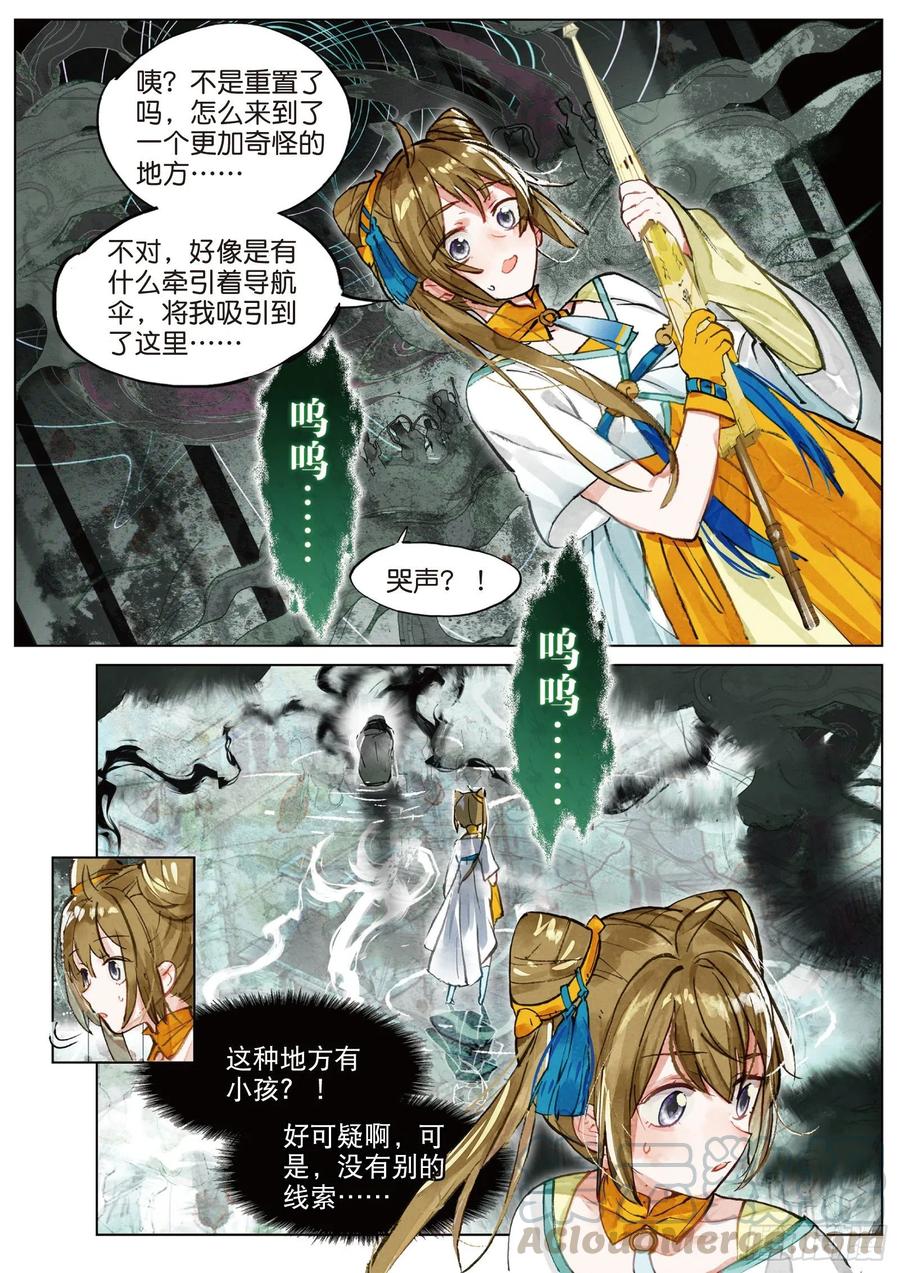 咦？不是重置了
吗，怎么来到了
一个更加奇怪的
地方……
不对，好像是有
什么牵引着导航
伞，将我吸引到
了这里……
呜呜……
哭声？！
呜呜……
这种地方有
小孩？！
好可疑啊，可
是，没有别的
线索……
ACloudMerge.com